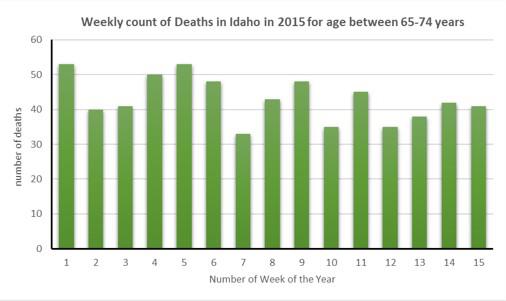 Weekly count of Deaths in Idaho in 2015 for age between 65-74 years
60
50
40
30
20
10
0
number of deaths
1 2 3 4 5 6 7 8 9 10 11 12 13 14 15
Number of Week of the Year